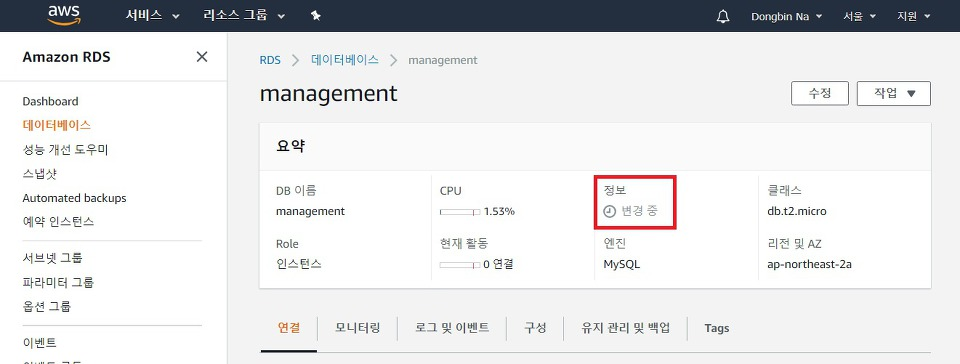 aws 서비스 리소스 그룹 Dongbin Na 서울 지원
Amazon RDS
Dashboard
데이터베이스
성능 개선 도우미
스냅샷
Automated backups
예약 인스턴스
서브넷 그룹
파라미터 그룹
옵션 그룹
이벤트
RDS 데이터베이스 management
management
수정 작업
요약
DB 이름 CPU 정보 클래스
management 1.53% 변경 중 db.t2.micro
Role 현재 활동 엔진 리전 및 AZ
인스턴스 0 연결 MySQL ap-northeast-2a
연결 모니터링 로그 및 이벤트 구성 유지 관리 및 백업 Tags